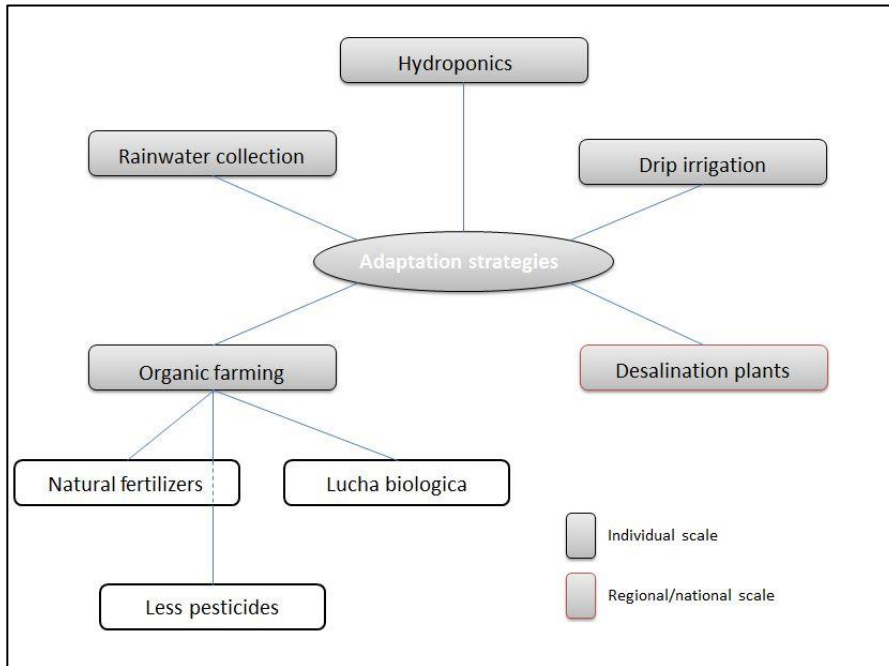 Hydroponics
Rainwater collection
Drip irrigation
Adaptation strategies
Organic farming
Desalination plants
Natural fertilizers
Lucha biologica
Less pesticides
Individual scale
Regional/national scale